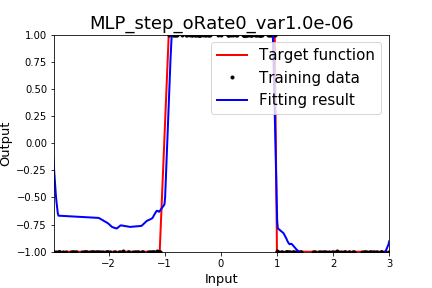 MLP_step_oRate0_var1.0e-06
Target function
Training data
Fitting result
Output
1.00
0.75
0.50
0.25
0.00
−0.25
−0.50
−0.75
−1.00
−2
−1
0
1
2
3
Input